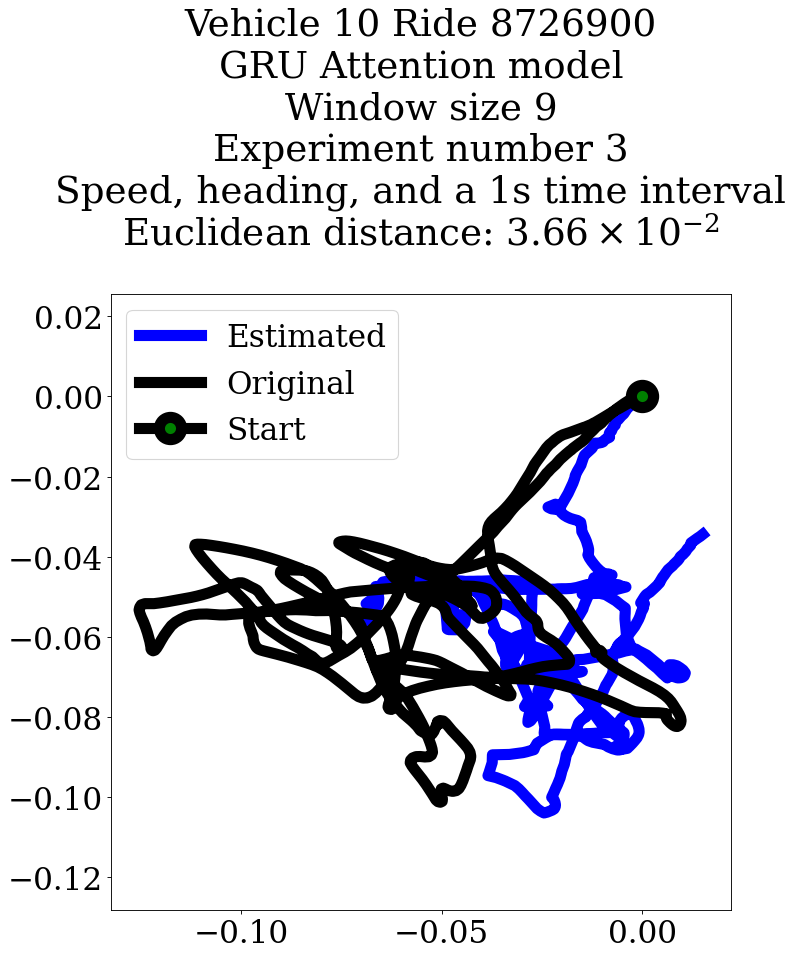 Vehicle 10 Ride 8726900
GRU Attention model
Window size 9
Experiment number 3
Speed, heading, and a 1s time interval
Euclidean distance: 3.66 × 10⁻²
Estimated
Original
Start
0.02
0.00
−0.02
−0.04
−0.06
−0.08
−0.10
−0.12
−0.10
−0.05
0.00